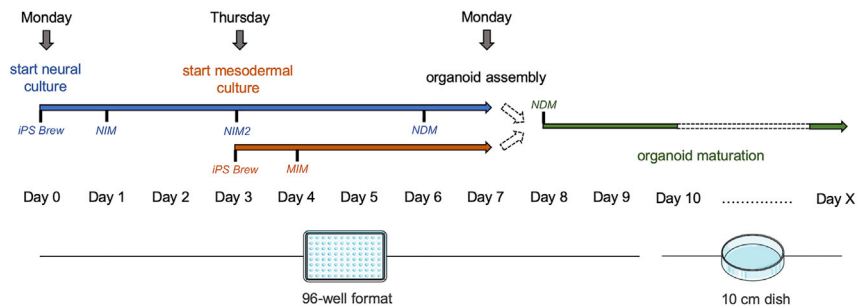 Monday
Thursday
Monday
start neural
culture
start mesodermal
culture
organoid assembly
iPS Brew
NIM
NIM2
NDM
NDM
iPS Brew
MIM
organoid maturation
Day 0
Day 1
Day 2
Day 3
Day 4
Day 5
Day 6
Day 7
Day 8
Day 9
Day 10
...............
Day X
96-well format
10 cm dish